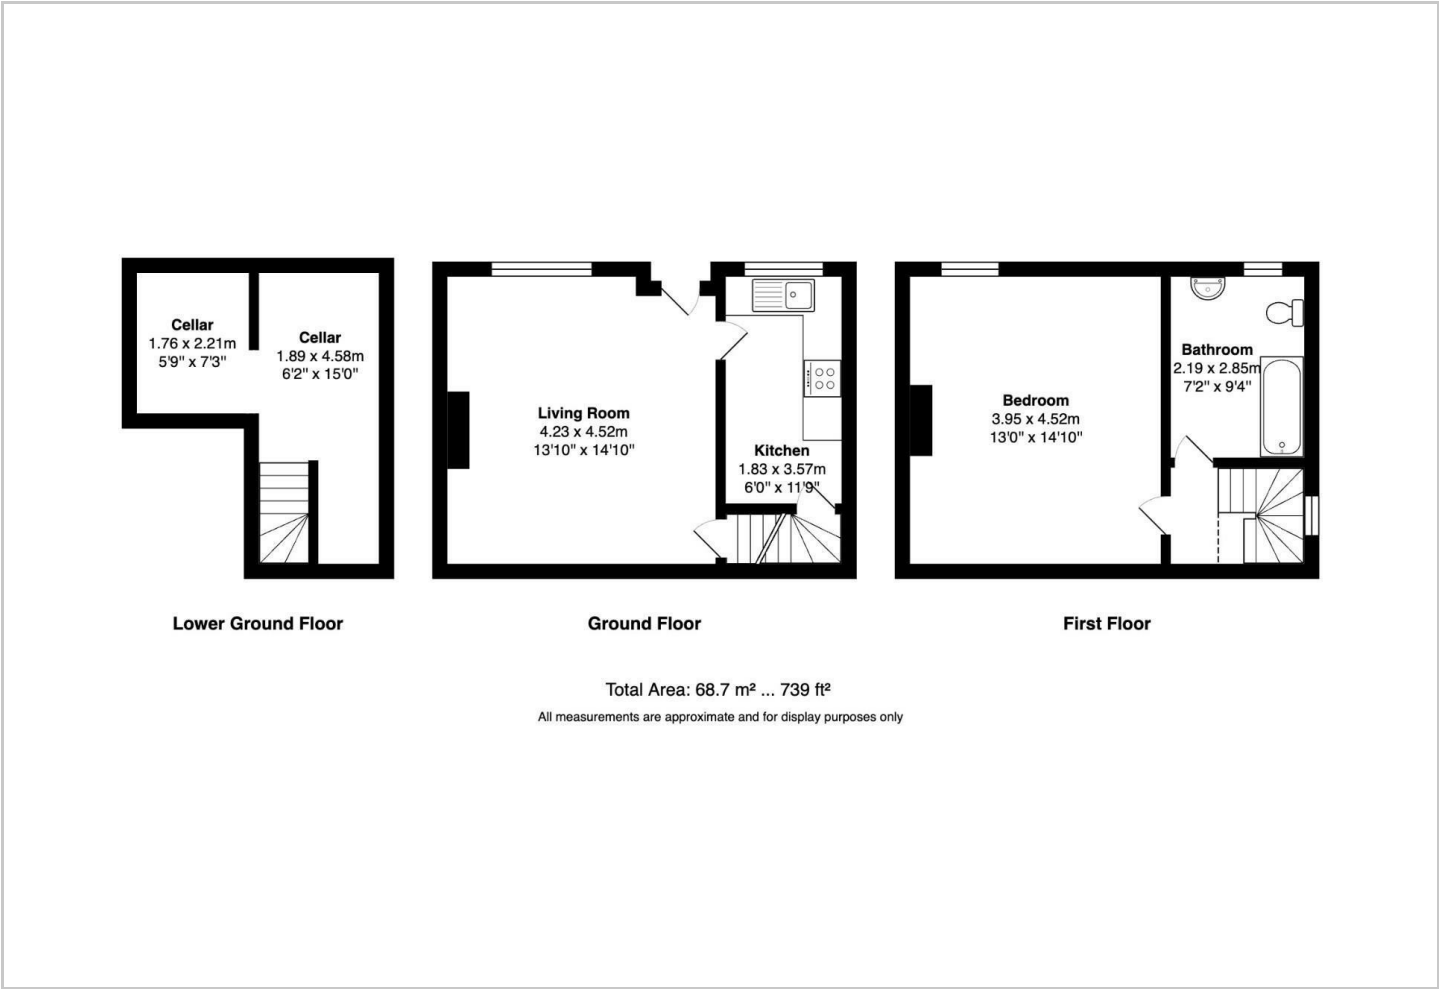 Cellar
1.76 x 2.21m
5'9" x 7'3"
Cellar
1.89 x 4.58m
6'2" x 15'0"
Living Room
4.23 x 4.52m
13'10" x 14'10"
Kitchen
1.83 x 3.57m
6'0" x 11'9"
Bedroom
3.95 x 4.52m
13'0" x 14'10"
Bathroom
2.19 x 2.85m
7'2" x 9'4"
Lower Ground Floor
Ground Floor
First Floor
Total Area: 68.7 m² ... 739 ft²
All measurements are approximate and for display purposes only